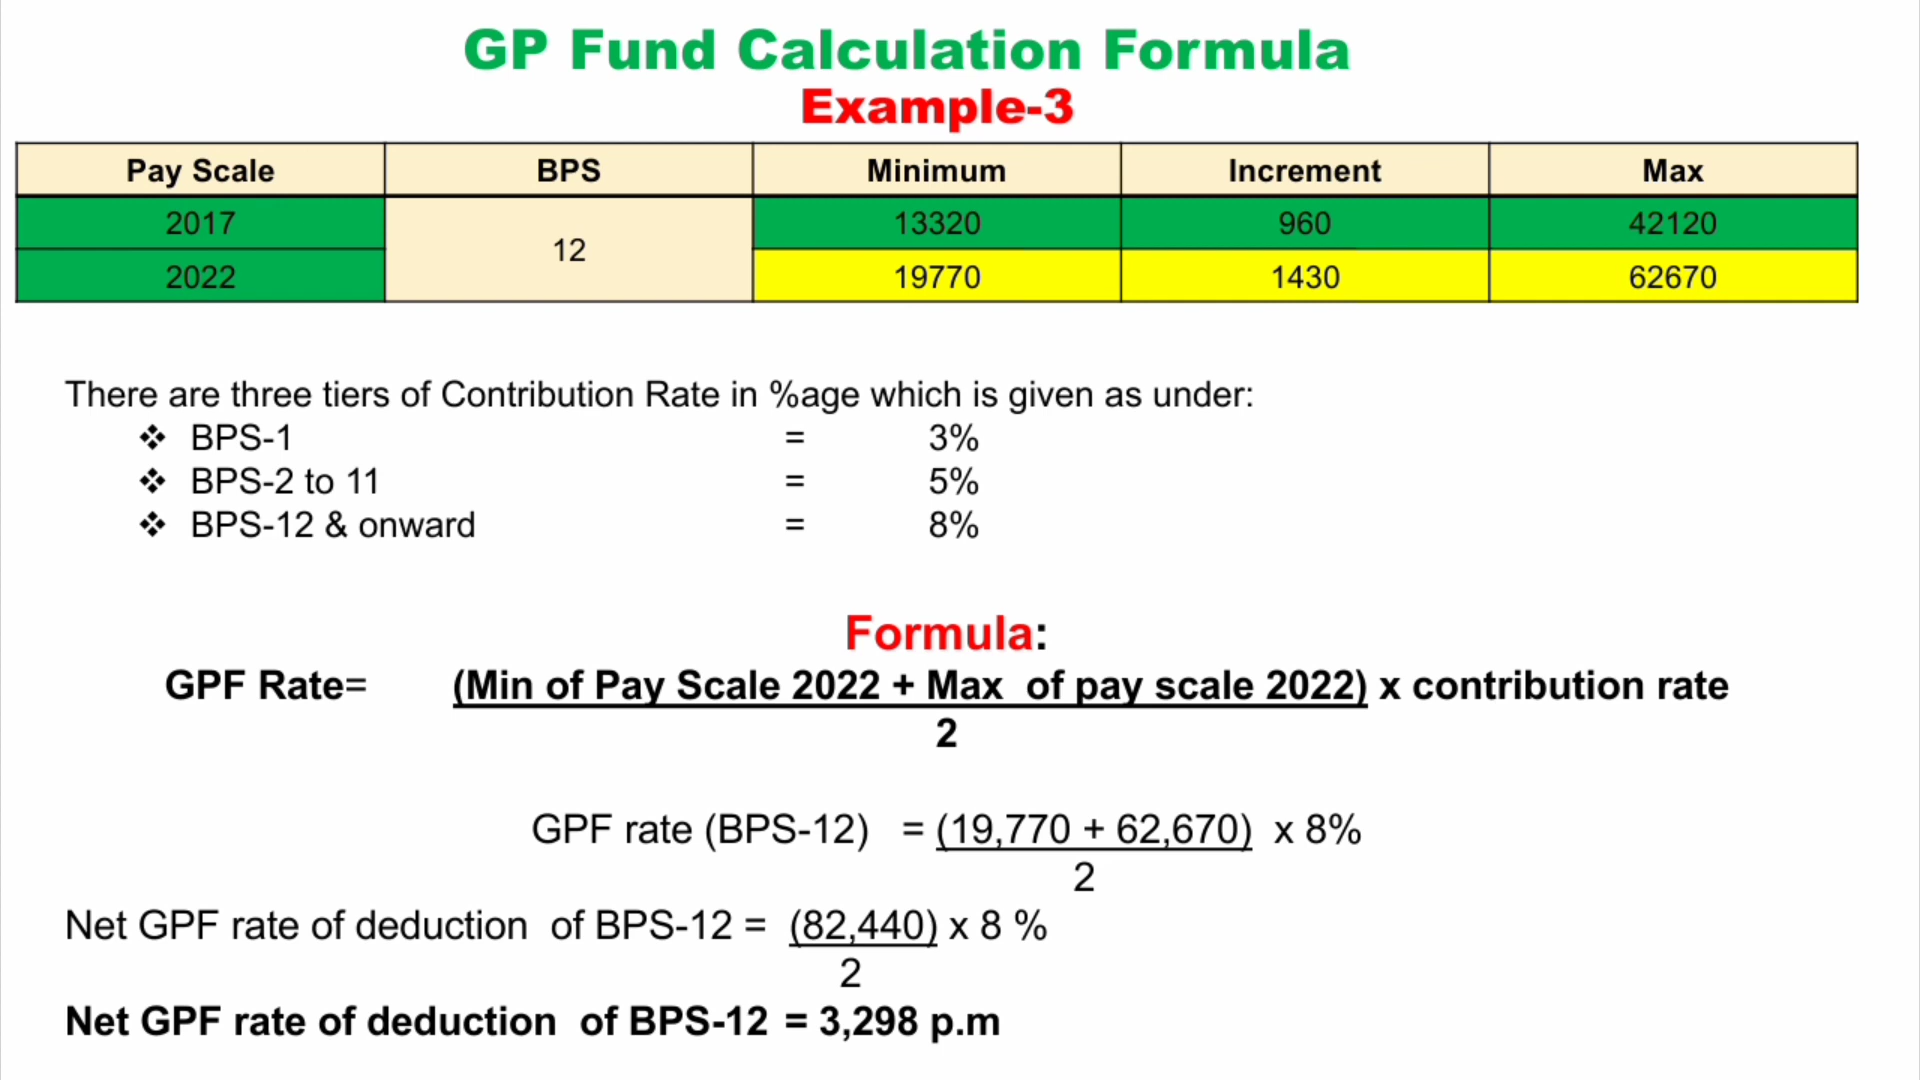 GP Fund Calculation Formula
Example-3
Pay Scale BPS Minimum Increment Max
2017 12 13320 960 42120
2022 19770 1430 62670
There are three tiers of Contribution Rate in %age which is given as under:
❖ BPS-1 = 3%
❖ BPS-2 to 11 = 5%
❖ BPS-12 & onward = 8%
Formula:
GPF Rate= (Min of Pay Scale 2022 + Max of pay scale 2022) x contribution rate
2
GPF rate (BPS-12) = (19,770 + 62,670) x 8%
2
Net GPF rate of deduction of BPS-12 = (82,440) x 8 %
2
Net GPF rate of deduction of BPS-12 = 3,298 p.m